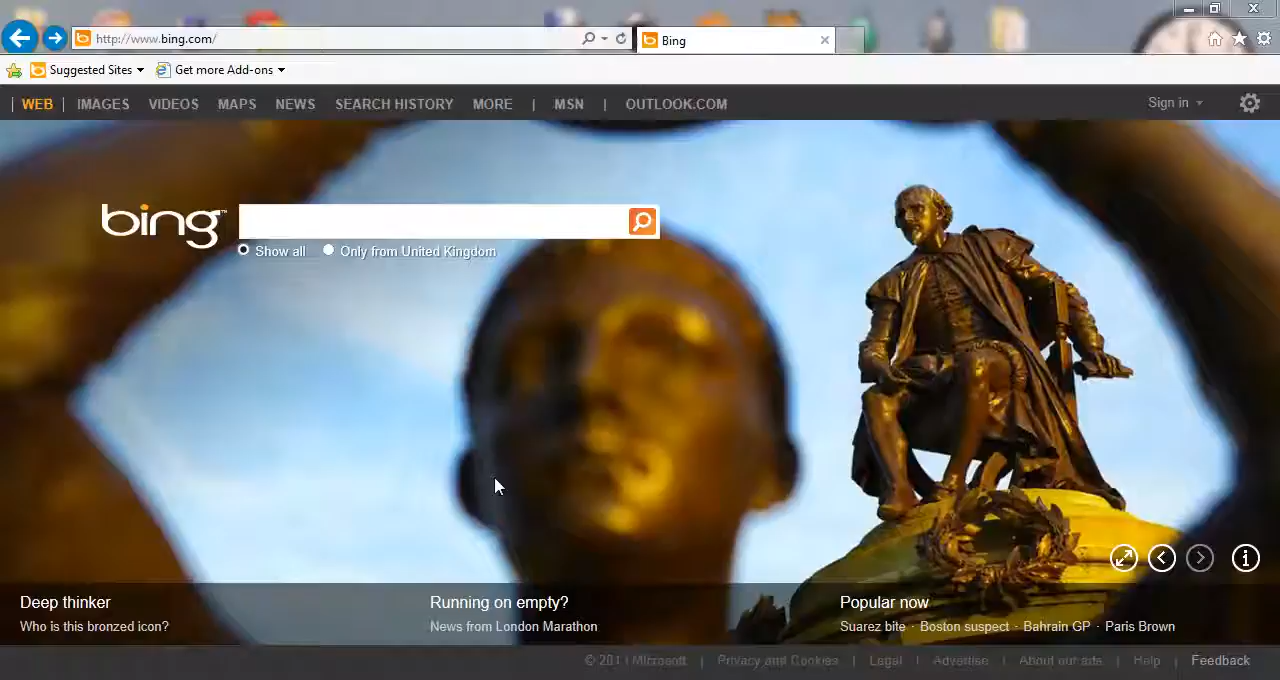 http://www.bing.com/
Bing
Suggested Sites
Get more Add-ons
WEB | IMAGES VIDEOS MAPS NEWS SEARCH HISTORY MORE | MSN | OUTLOOK.COM
Sign in
bing™
Show all Only from United Kingdom
Deep thinker
Who is this bronzed icon?
Running on empty?
News from London Marathon
Popular now
Suarez bite · Boston suspect · Bahrain GP · Paris Brown
© Microsoft | Privacy and Cookies | Legal | Advertise | About our ads | Help | Feedback